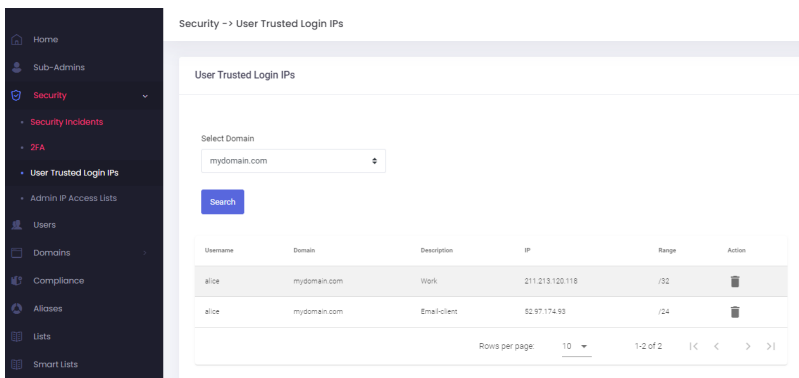 Security -> User Trusted Login IPs
Home
Sub-Admins
Security
Security Incidents
2FA
User Trusted Login IPs
Admin IP Access Lists
Users
Domains
Compliance
Aliases
Lists
Smart Lists
User Trusted Login IPs
Select Domain
mydomain.com
Search
Username Domain Description IP Range Action
alice mydomain.com Work 211.213.120.118 /32
alice mydomain.com Email-client 52.97.174.93 /24
Rows per page: 10 1-2 of 2